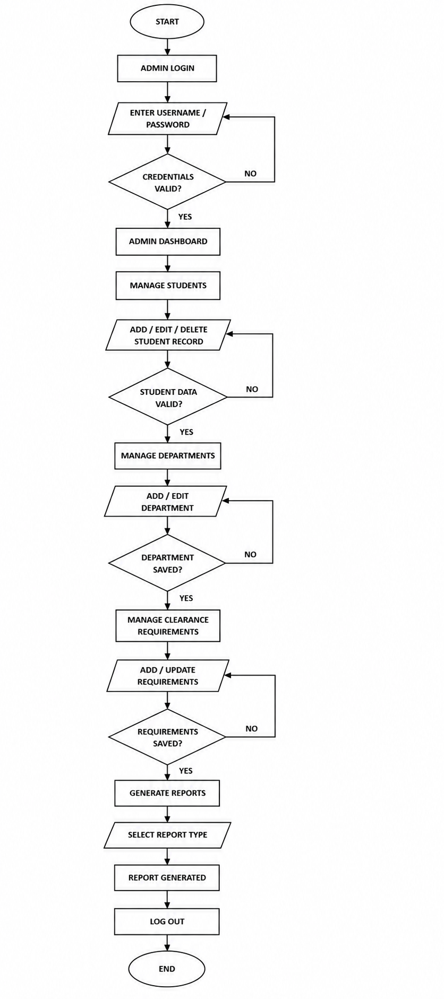 START
ADMIN LOGIN
ENTER USERNAME /
PASSWORD
CREDENTIALS
VALID?
NO
YES
ADMIN DASHBOARD
MANAGE STUDENTS
ADD / EDIT / DELETE
STUDENT RECORD
STUDENT DATA
VALID?
NO
YES
MANAGE DEPARTMENTS
ADD / EDIT
DEPARTMENT
DEPARTMENT
SAVED?
NO
YES
MANAGE CLEARANCE
REQUIREMENTS
ADD / UPDATE
REQUIREMENTS
REQUIREMENTS
SAVED?
NO
YES
GENERATE REPORTS
SELECT REPORT TYPE
REPORT GENERATED
LOG OUT
END